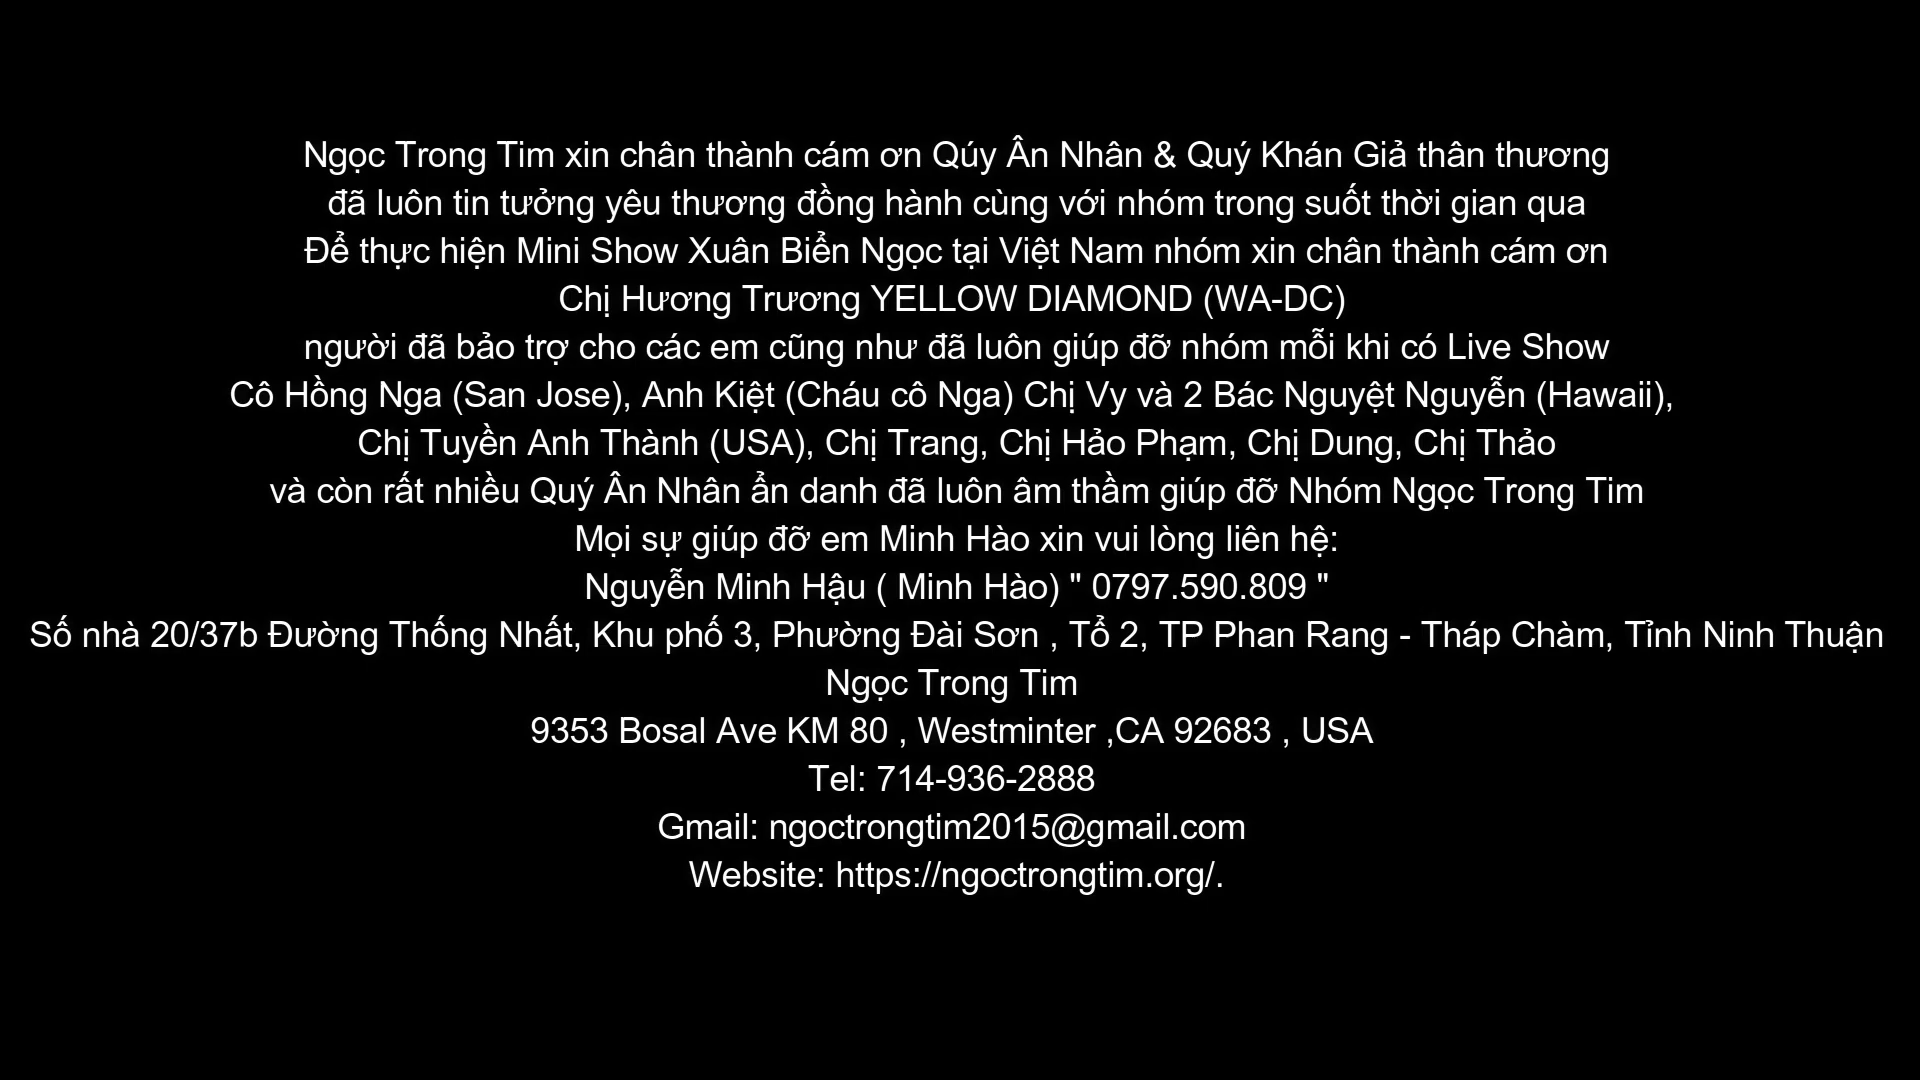 Ngọc Trong Tim xin chân thành cám ơn Qúy Ân Nhân & Quý Khán Giả thân thương
đã luôn tin tưởng yêu thương đồng hành cùng với nhóm trong suốt thời gian qua
Để thực hiện Mini Show Xuân Biển Ngọc tại Việt Nam nhóm xin chân thành cám ơn
Chị Hương Trương YELLOW DIAMOND (WA-DC)
người đã bảo trợ cho các em cũng như đã luôn giúp đỡ nhóm mỗi khi có Live Show
Cô Hồng Nga (San Jose), Anh Kiệt (Cháu cô Nga) Chị Vy và 2 Bác Nguyệt Nguyễn (Hawaii),
Chị Tuyền Anh Thành (USA), Chị Trang, Chị Hảo Phạm, Chị Dung, Chị Thảo
và còn rất nhiều Quý Ân Nhân ẩn danh đã luôn âm thầm giúp đỡ Nhóm Ngọc Trong Tim
Mọi sự giúp đỡ em Minh Hào xin vui lòng liên hệ:
Nguyễn Minh Hậu ( Minh Hào) " 0797.590.809 "
Số nhà 20/37b Đường Thống Nhất, Khu phố 3, Phường Đài Sơn , Tổ 2, TP Phan Rang - Tháp Chàm, Tỉnh Ninh Thuận
Ngọc Trong Tim
9353 Bosal Ave KM 80 , Westminter ,CA 92683 , USA
Tel: 714-936-2888
Gmail: ngoctrongtim2015@gmail.com
Website: https://ngoctrongtim.org/.